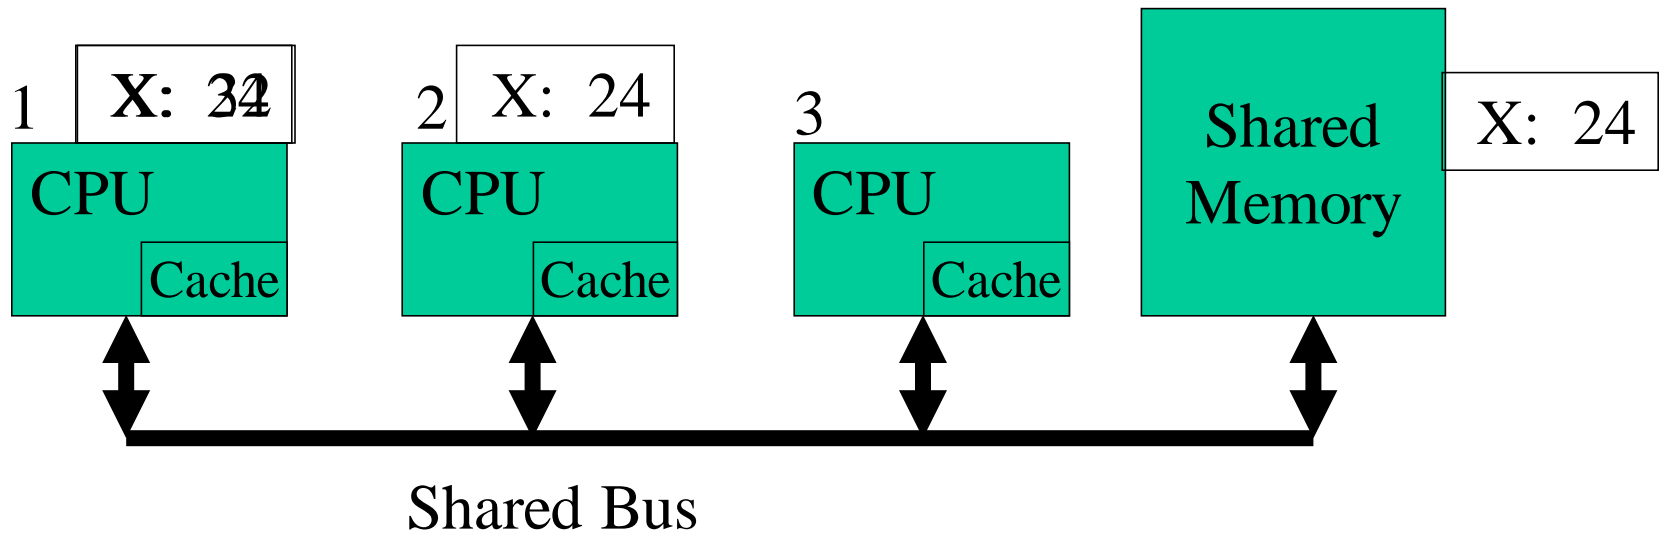 1
X:
2
X: 24
3
Shared
Memory
X: 24
CPU
CPU
CPU
Cache
Cache
Cache
Shared Bus